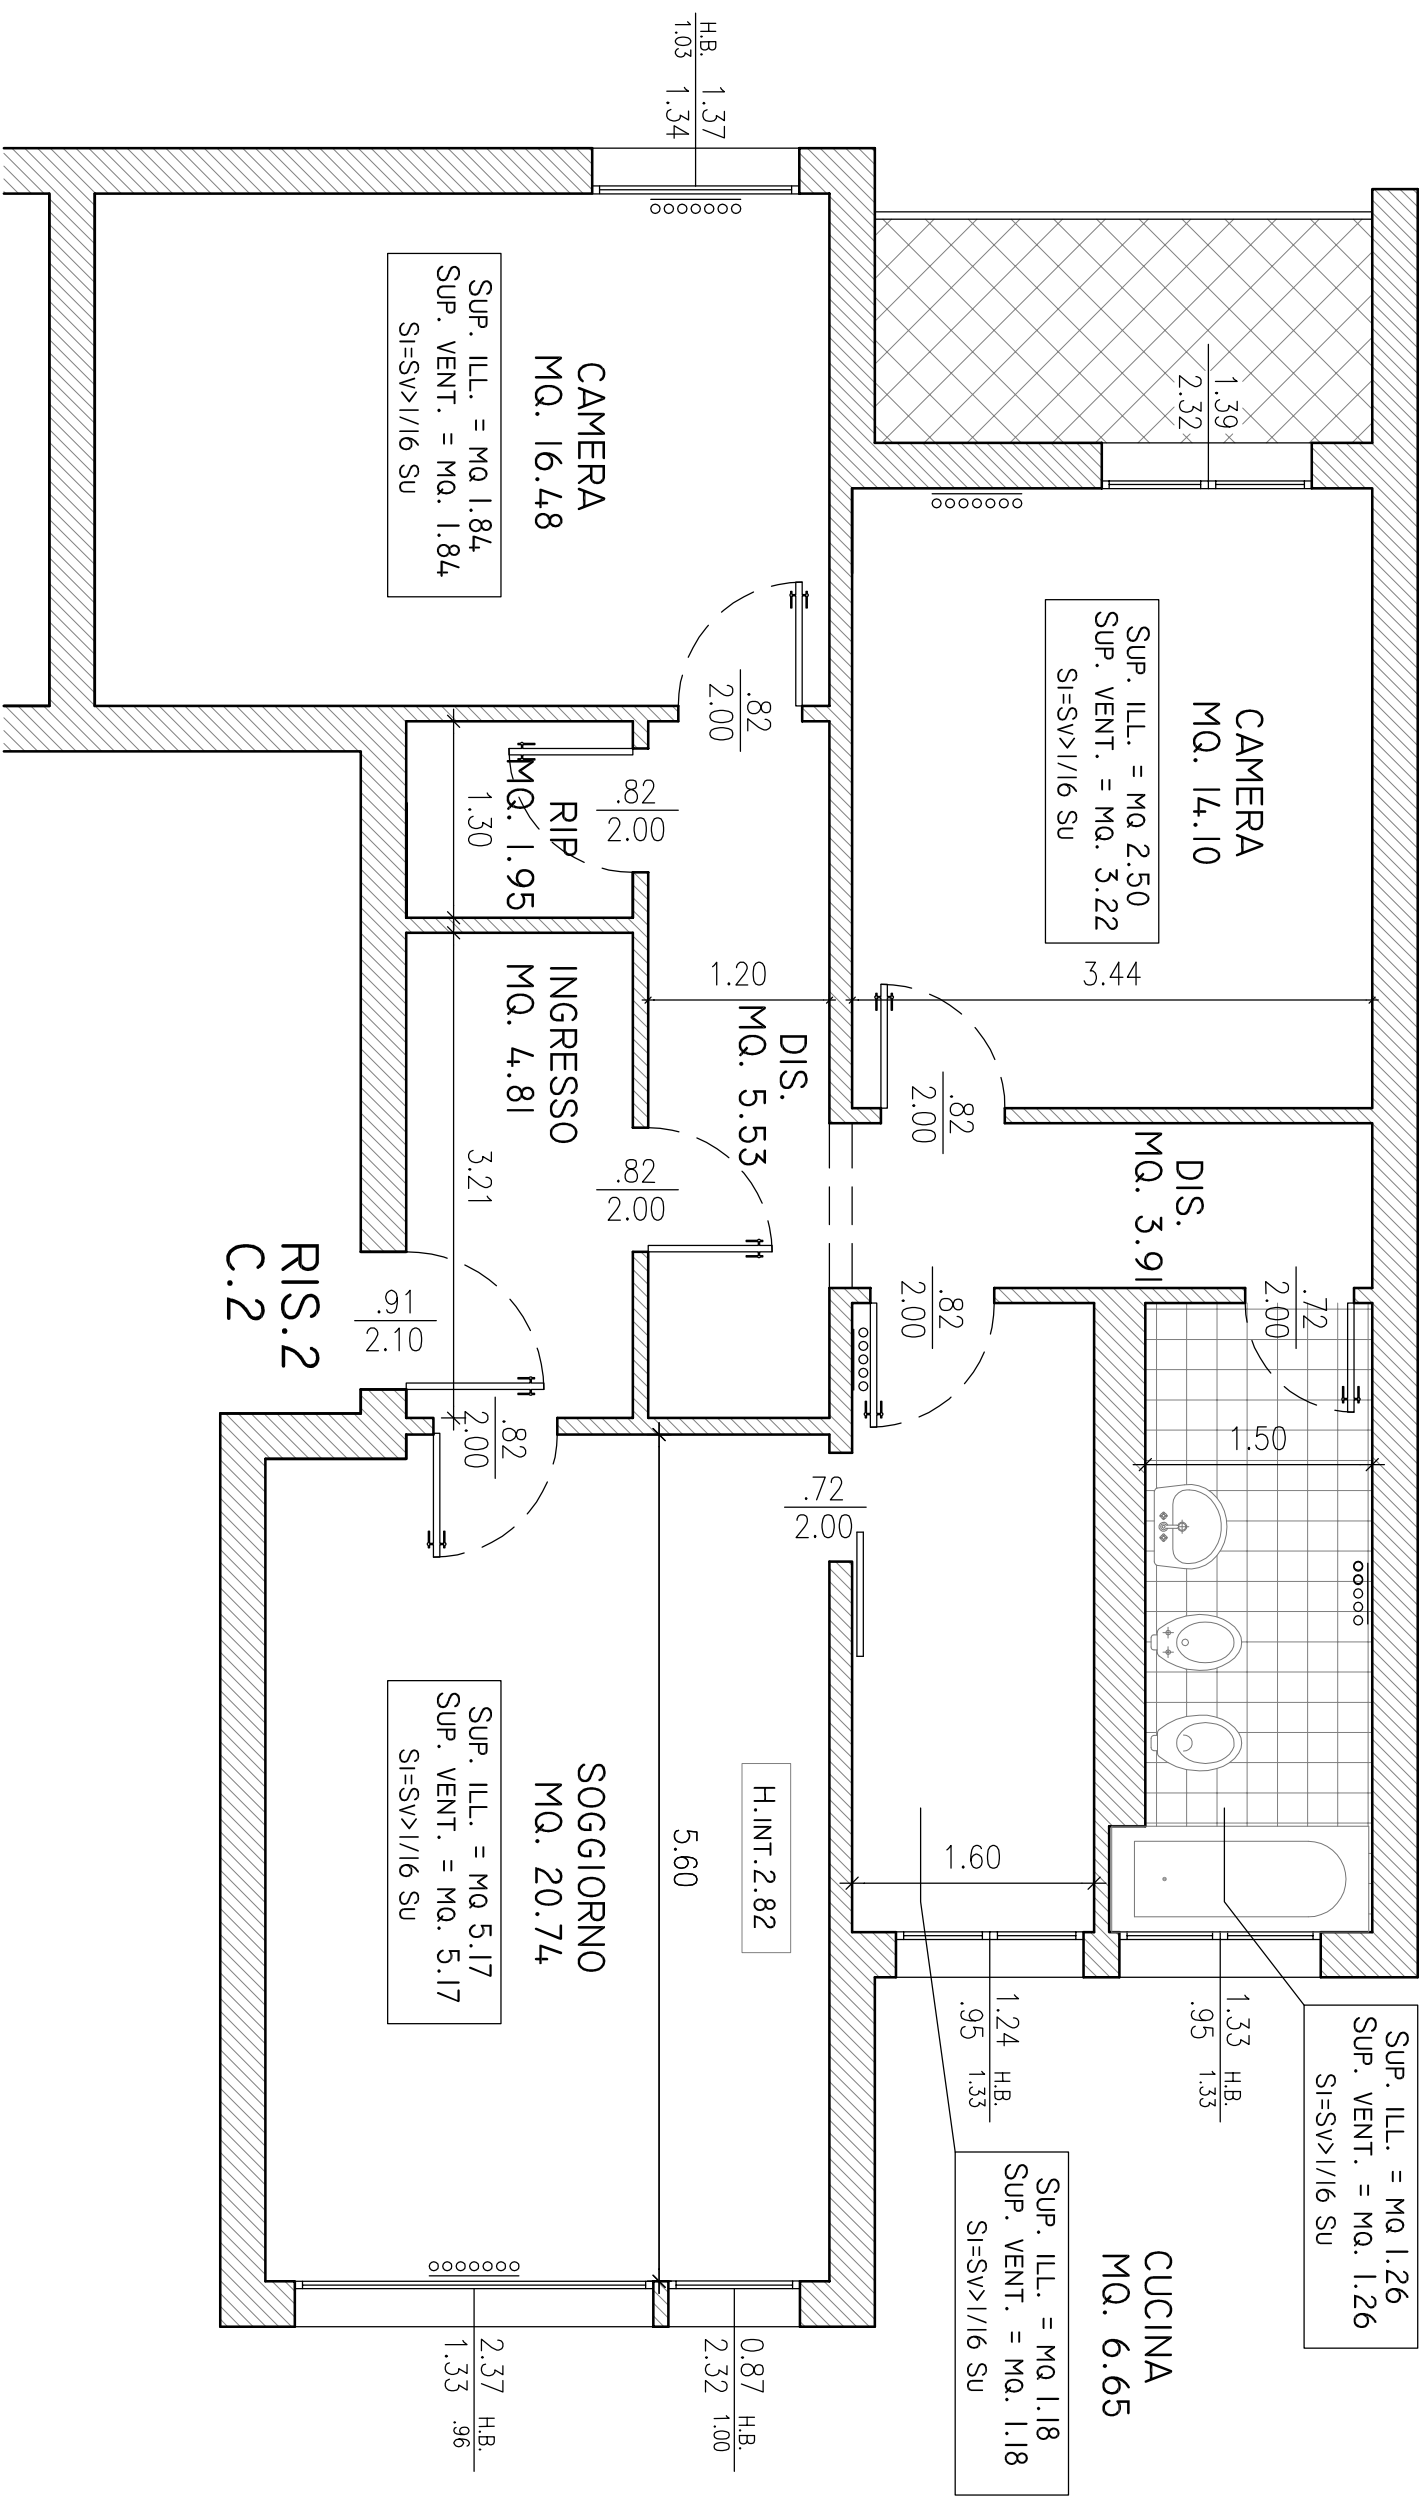 H.B.
1.03
1.37
1.34
1.39
2.32
CAMERA
MQ. 16.48
SUP. ILL. = MQ 1.84
SUP. VENT. = MQ. 1.84
SI=SV>1/16 SU
CAMERA
MQ. 14.10
SUP. ILL. = MQ 2.50
SUP. VENT. = MQ. 3.22
SI=SV>1/16 SU
.82
2.00
.82
2.00
RIP
MQ. 1.95
1.30
1.20
3.44
DIS.
MQ. 5.53
INGRESSO
MQ. 4.81
3.21
.82
2.00
.82
2.00
DIS.
MQ. 3.91
.82
2.00
.72
2.00
RIS.2
C.2
.91
2.10
.82
2.00
1.50
.72
2.00
H.INT.2.82
5.60
1.60
SOGGIORNO
MQ. 20.74
SUP. ILL. = MQ 5.17
SUP. VENT. = MQ. 5.17
SI=SV>1/16 SU
1.33
.95
H.B.
1.33
1.24
.95
H.B.
1.33
SUP. ILL. = MQ 1.26
SUP. VENT. = MQ. 1.26
SI=SV>1/16 SU
CUCINA
MQ. 6.65
SUP. ILL. = MQ 1.18
SUP. VENT. = MQ. 1.18
SI=SV>1/16 SU
0.87
2.32
H.B.
1.00
2.37
1.33
H.B.
.96